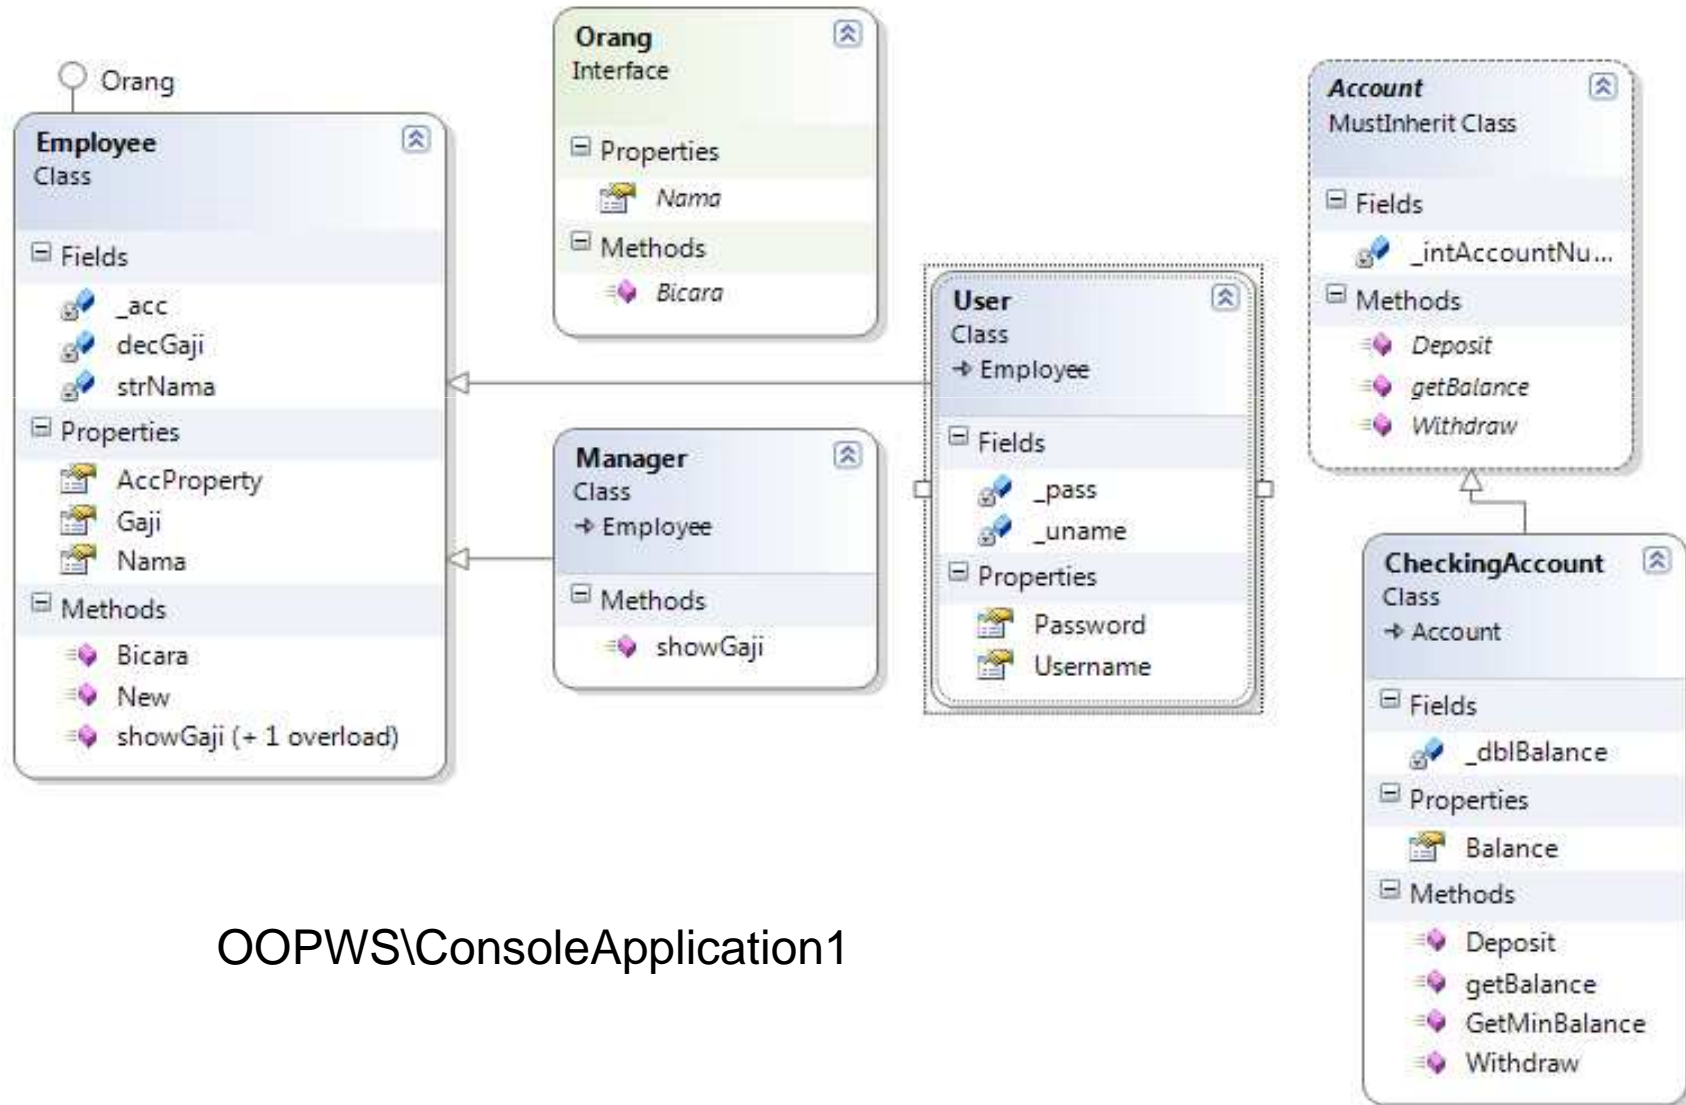 Orang
Employee
Class
Fields
_acc
decGaji
strNama
Properties
AccProperty
Gaji
Nama
Methods
Bicara
New
showGaji (+ 1 overload)
Orang
Interface
Properties
Nama
Methods
Bicara
Manager
Class
Employee
Methods
showGaji
User
Class
Employee
Fields
_pass
_uname
Properties
Password
Username
Account
MustInherit Class
Fields
_intAccountNu...
Methods
Deposit
getBalance
Withdraw
CheckingAccount
Class
Account
Fields
_dblBalance
Properties
Balance
Methods
Deposit
getBalance
GetMinBalance
Withdraw
OOPWS\ConsoleApplication1